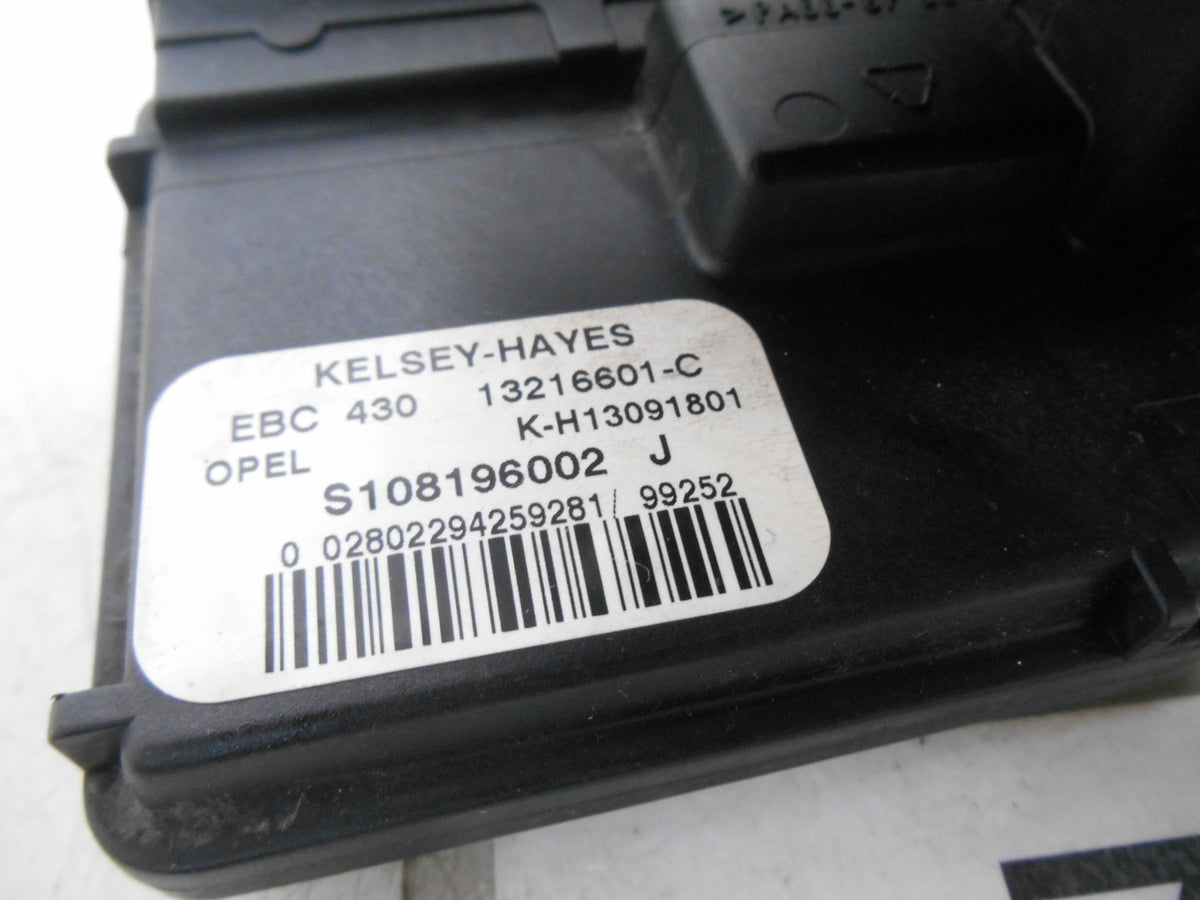 KELSEY-HAYES
EBC 430 13216601-C
OPEL K-H13091801
S108196002 J
0 02802294259281/ 99252